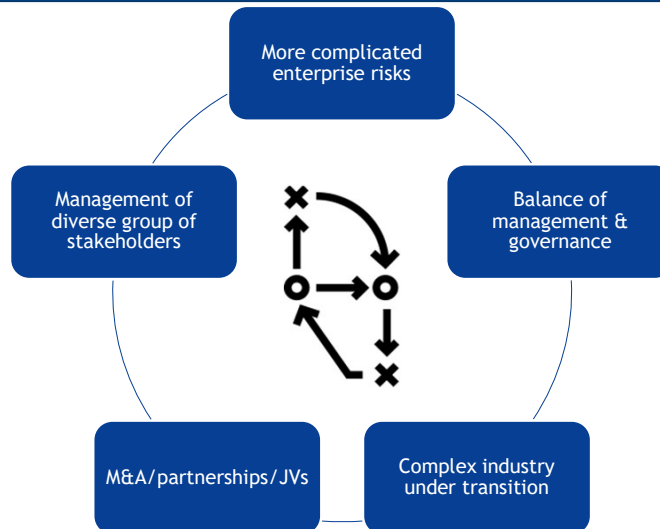 More complicated
enterprise risks
Management of
diverse group of
stakeholders
Balance of
management &
governance
M&A/partnerships/JVs
Complex industry
under transition